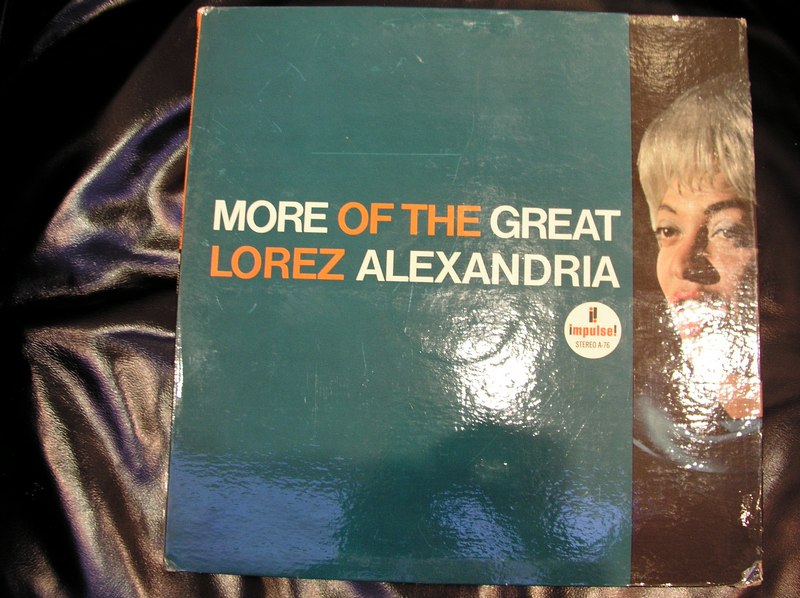 MORE OF THE GREAT
LOREZ ALEXANDRIA
i!
impulse!
STEREO A-76